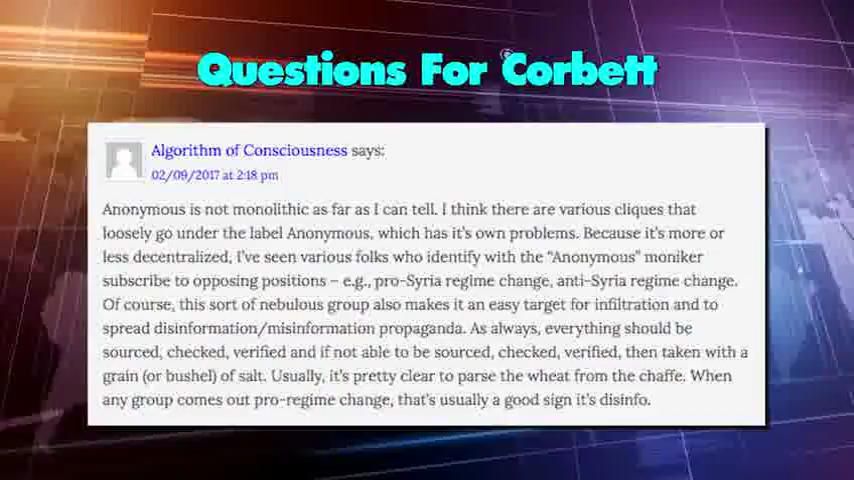 Questions For Corbett
Algorithm of Consciousness says:
02/09/2017 at 2:18 pm
Anonymous is not monolithic as far as I can tell. I think there are various cliques that
loosely go under the label Anonymous, which has it's own problems. Because it's more or
less decentralized, I've seen various folks who identify with the “Anonymous” moniker
subscribe to opposing positions – e.g., pro-Syria regime change, anti-Syria regime change.
Of course, this sort of nebulous group also makes it an easy target for infiltration and to
spread disinformation/misinformation propaganda. As always, everything should be
sourced, checked, verified and if not able to be sourced, checked, verified, then taken with a
grain (or bushel) of salt. Usually, it's pretty clear to parse the wheat from the chaffe. When
any group comes out pro-regime change, that's usually a good sign it's disinfo.